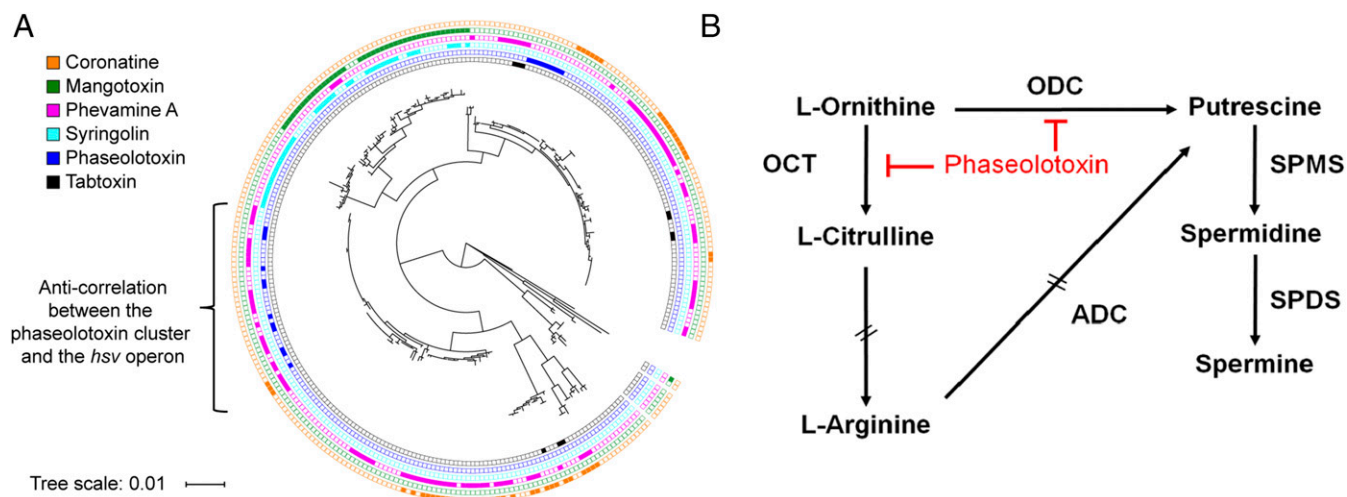 A
Coronatine
Mangotoxin
Phevamine A
Syringolin
Phaseolotoxin
Tabtoxin
Anti-correlation
between the
phaseolotoxin cluster
and the hsv operon
Tree scale: 0.01
B
ODC
L-Ornithine
Putrescine
OCT
Phaseolotoxin
SPMS
L-Citrulline
Spermidine
ADC
SPDS
Spermine
L-Arginine